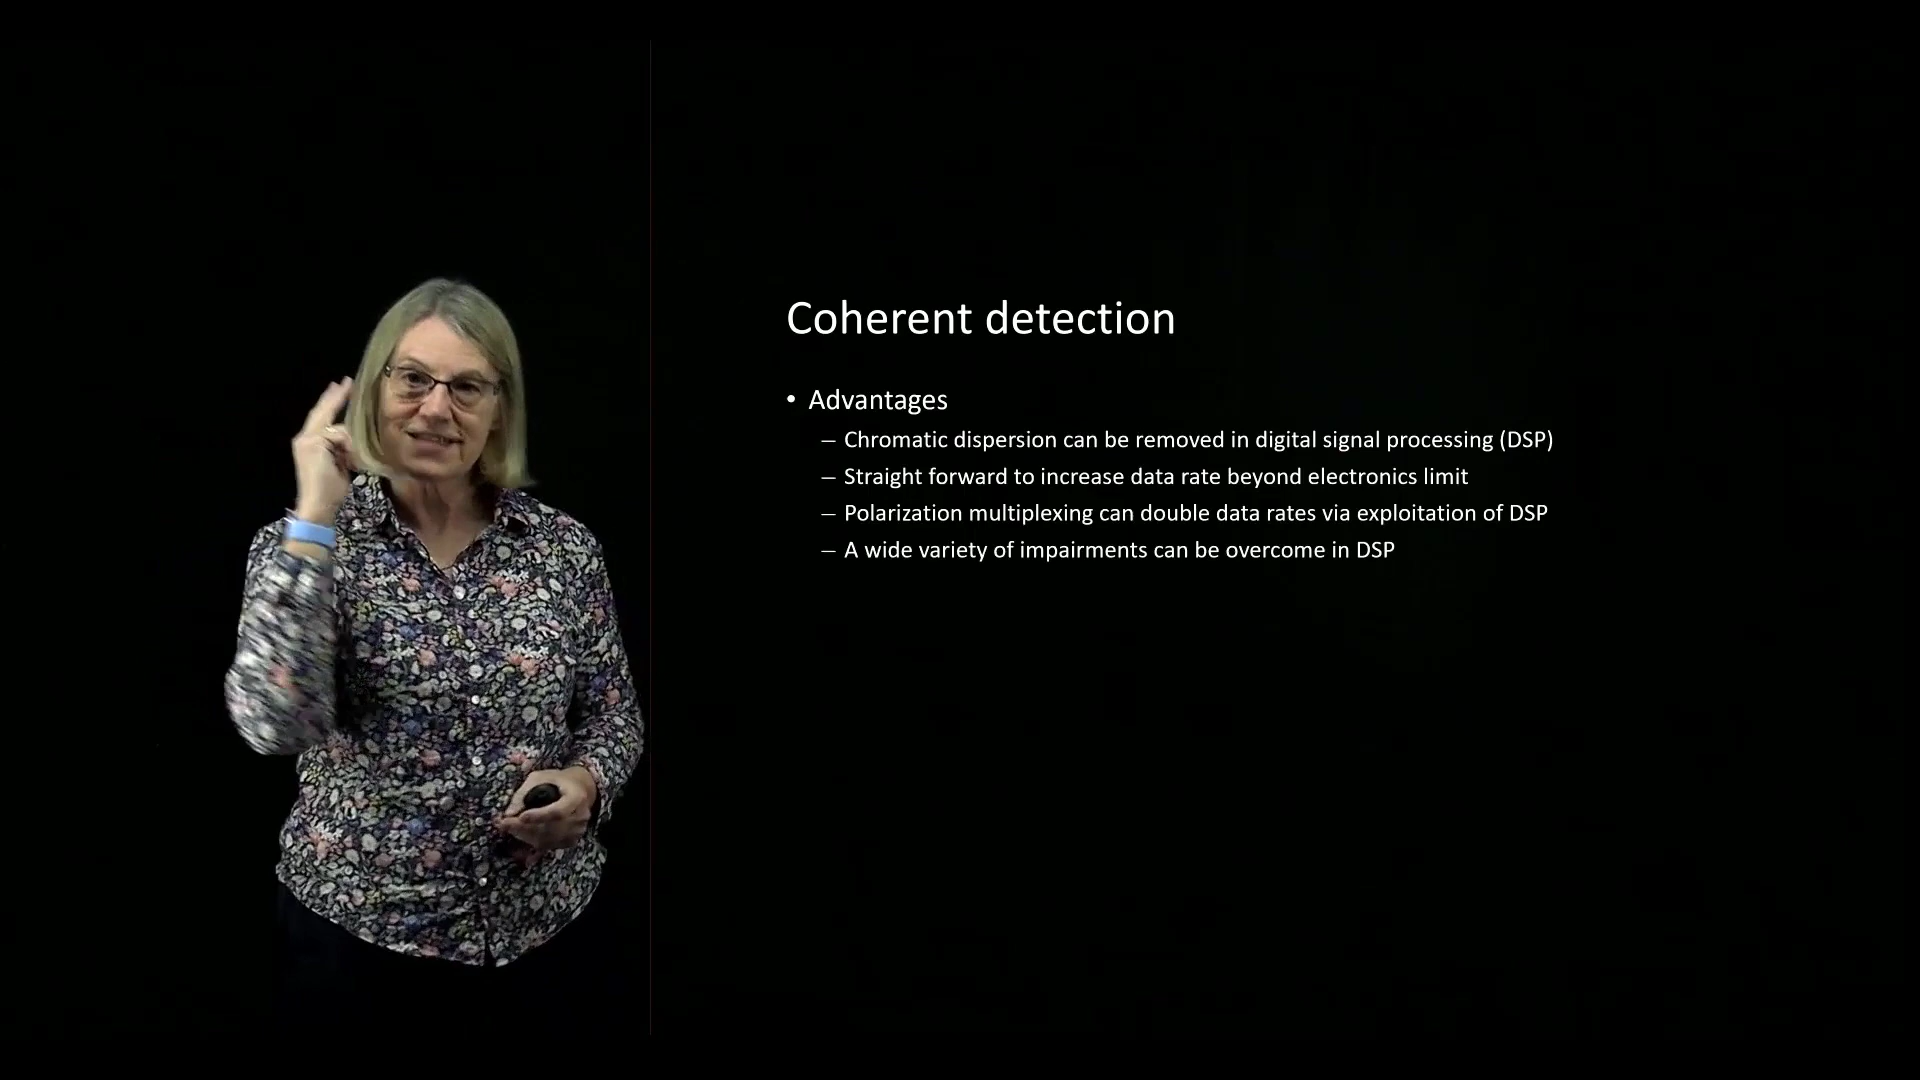 Coherent detection
• Advantages
– Chromatic dispersion can be removed in digital signal processing (DSP)
– Straight forward to increase data rate beyond electronics limit
– Polarization multiplexing can double data rates via exploitation of DSP
– A wide variety of impairments can be overcome in DSP